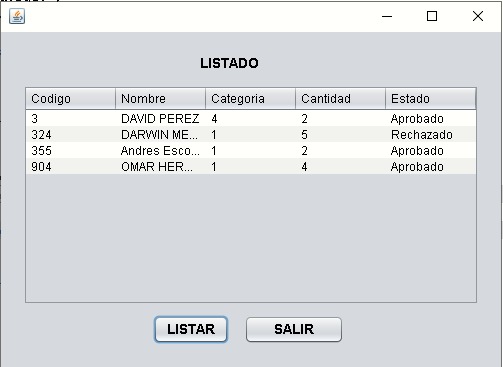 LISTADO
Codigo Nombre Categoria Cantidad Estado
3 DAVID PEREZ 4 2 Aprobado
324 DARWIN ME... 1 5 Rechazado
355 Andres Esco... 1 2 Aprobado
904 OMAR HER... 1 4 Aprobado
LISTAR SALIR